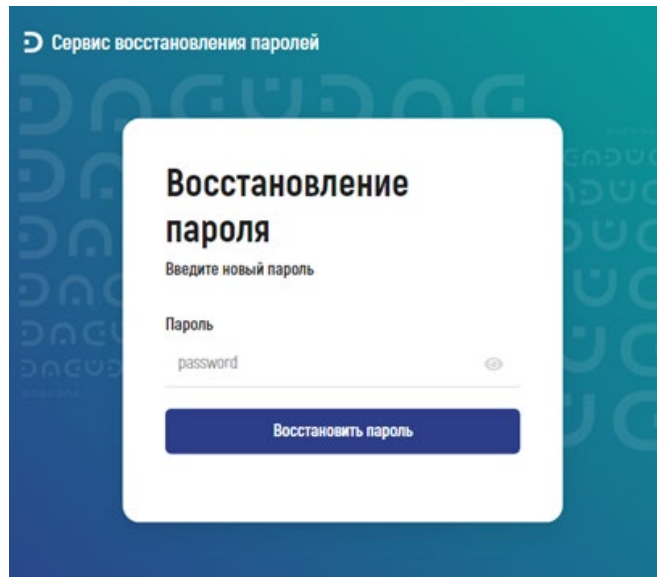 Сервис восстановления паролей
Восстановление
пароля
Введите новый пароль
Пароль
password
Восстановить пароль